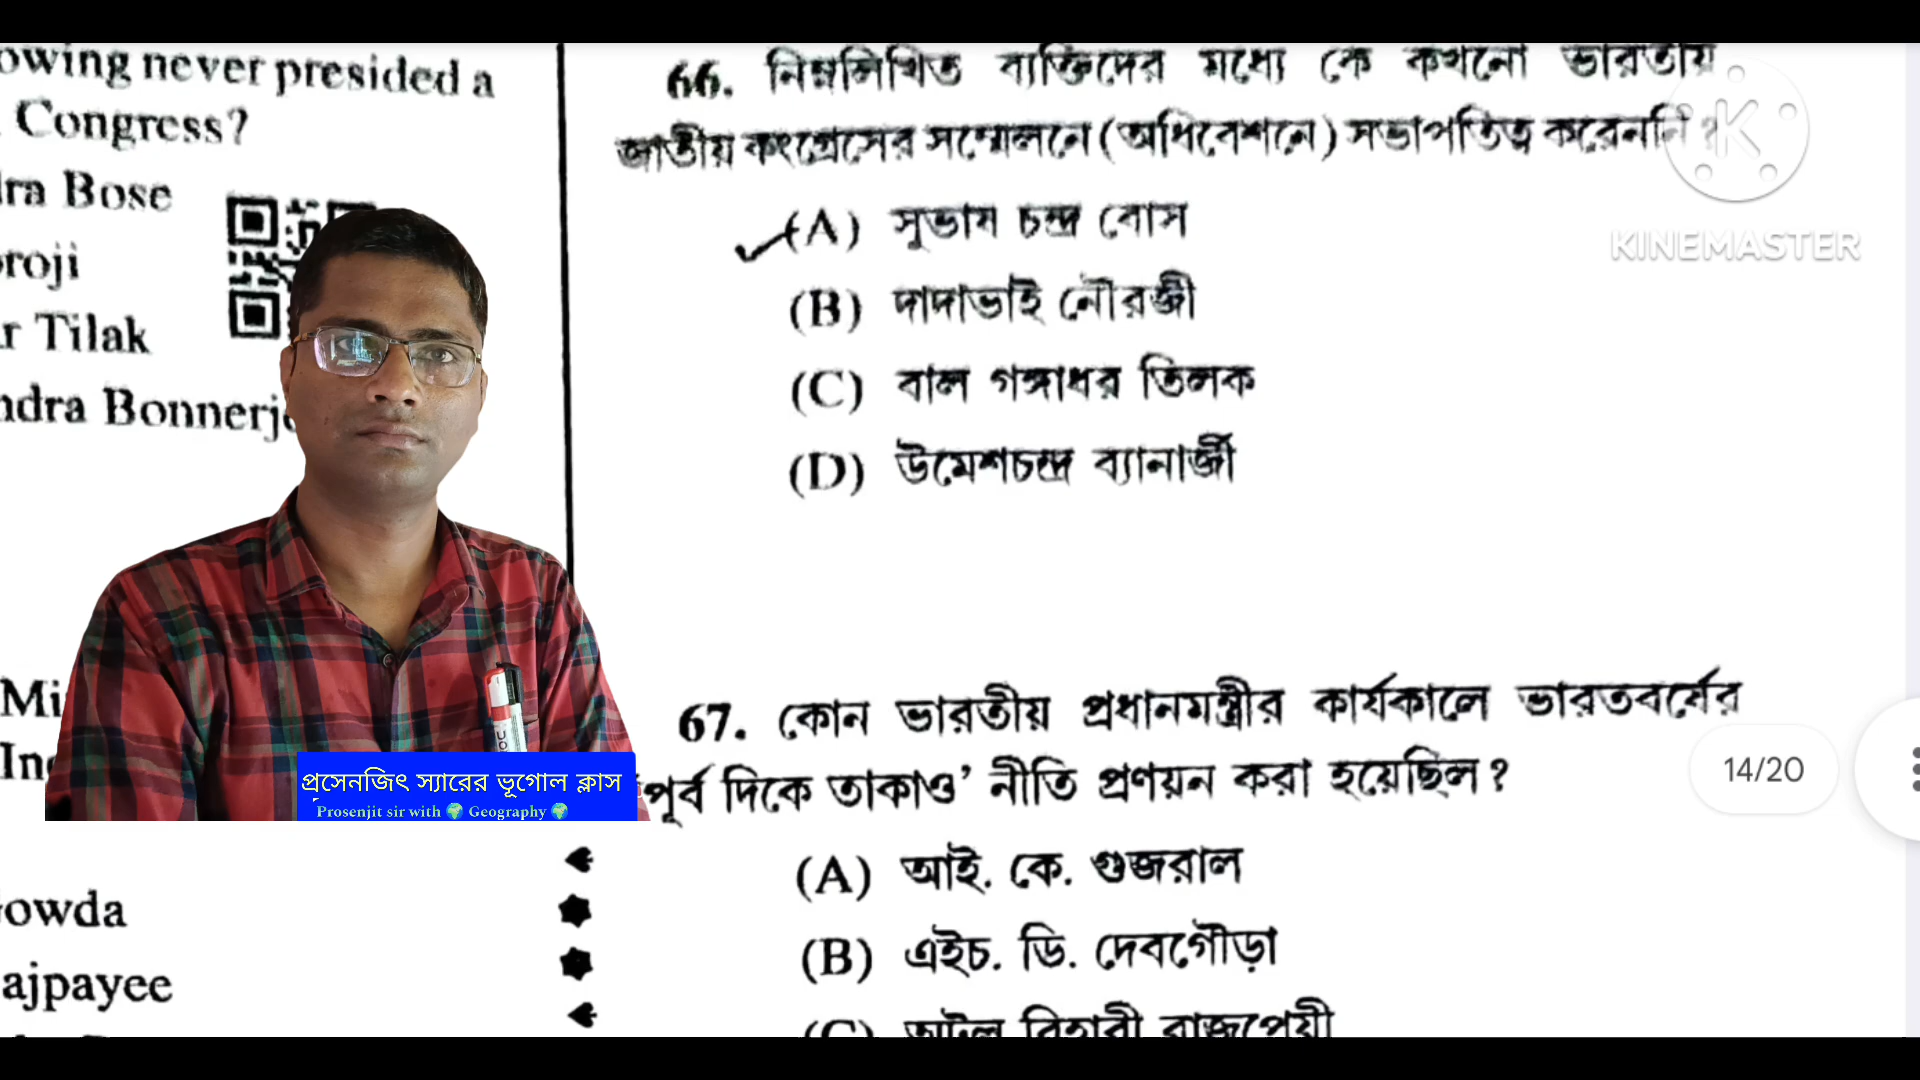 owing never presided a
Congress?
ra Bose
roji
r Tilak
ndra Bonnerj
66. নিম্নলিখিত ব্যক্তিদের মধ্যে কে কখনো ভারতীয়
জাতীয় কংগ্রেসের সম্মেলনে (অধিবেশনে) সভাপতিত্ব করেননি ?
(A) সুভাষ চন্দ্র বোস
(B) দাদাভাই নৌরজী
(C) বাল গঙ্গাধর তিলক
(D) উমেশচন্দ্র ব্যানার্জী
KINEMASTER
Mi
In
67. কোন ভারতীয় প্রধানমন্ত্রীর কার্যকালে ভারতবর্ষের
পূর্ব দিকে তাকাও’ নীতি প্রণয়ন করা হয়েছিল ?
14/20
প্রসেনজিৎ স্যারের ভূগোল ক্লাস
Prosenjit sir with Geography
owda
ajpayee
(A) আই. কে. গুজরাল
(B) এইচ. ডি. দেবগৌড়া
(C) অটল বিহারী বাজপেয়ী